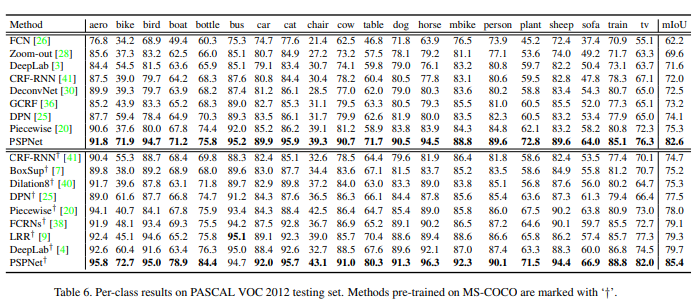 Method aero bike bird boat bottle bus car cat chair cow table dog horse mbike person plant sheep sofa train tv mIoU
FCN [26] 76.8 34.2 68.9 49.4 60.3 75.3 74.7 77.6 21.4 62.5 46.8 71.8 63.9 76.5 73.9 45.2 72.4 37.4 70.9 55.1 62.2
Zoom-out [28] 85.6 37.3 83.2 62.5 66.0 85.1 80.7 84.9 27.2 73.2 57.5 78.1 79.2 81.1 77.1 53.6 74.0 49.2 71.7 63.3 69.6
DeepLab [3] 84.4 54.5 81.5 63.6 65.9 85.1 79.1 83.4 30.7 74.1 59.8 79.0 76.1 83.2 80.8 59.7 82.2 50.4 73.1 63.7 71.6
CRF-RNN [41] 87.5 39.0 79.7 64.2 68.3 87.6 80.8 84.4 30.4 78.2 60.4 80.5 77.8 83.1 80.6 59.5 82.8 47.8 78.3 67.1 72.0
DeconvNet [30] 89.9 39.3 79.7 63.9 68.2 87.4 81.2 86.1 28.5 77.0 62.0 79.0 80.3 83.6 80.2 58.8 83.4 54.3 80.7 65.0 72.5
GCRF [36] 85.2 43.9 83.3 65.2 68.3 89.0 82.7 85.3 31.1 79.5 63.3 80.5 79.3 85.5 81.0 60.5 85.5 52.0 77.3 65.1 73.2
DPN [25] 87.7 59.4 78.4 64.9 70.3 89.3 83.5 86.1 31.7 79.9 62.6 81.9 80.0 83.5 82.3 60.5 83.2 53.4 77.9 65.0 74.1
Piecewise [20] 90.6 37.6 80.0 67.8 74.4 92.0 85.2 86.2 39.1 81.2 58.9 83.8 83.9 84.3 84.8 62.1 83.2 58.2 80.8 72.3 75.3
PSPNet 91.8 71.9 94.7 71.2 75.8 95.2 89.9 95.9 39.3 90.7 71.7 90.5 94.5 88.8 89.6 72.8 89.6 64.0 85.1 76.3 82.6
CRF-RNN† [41] 90.4 55.3 88.7 68.4 69.8 88.3 82.4 85.1 32.6 78.5 64.4 79.6 81.9 86.4 81.8 58.6 82.4 53.5 77.4 70.1 74.7
BoxSup† [7] 89.8 38.0 89.2 68.9 68.0 89.6 83.0 87.7 34.4 83.6 67.1 81.5 83.7 85.2 83.5 58.6 84.9 55.8 81.2 70.7 75.2
Dilation8† [40] 91.7 39.6 87.8 63.1 71.8 89.7 82.9 89.8 37.2 84.0 63.0 83.3 89.0 83.8 85.1 56.8 87.6 56.0 80.2 64.7 75.3
DPN† [25] 89.0 61.6 87.7 66.8 74.7 91.2 84.3 87.6 36.5 86.3 66.1 84.4 87.8 85.6 85.4 63.6 87.3 61.3 79.4 66.4 77.5
Piecewise† [20] 94.1 40.7 84.1 67.8 75.9 93.4 84.3 88.4 42.5 86.4 64.7 85.4 89.0 85.8 86.0 67.5 90.2 63.8 80.9 73.0 78.0
FCRNs† [38] 91.9 48.1 93.4 69.3 75.5 94.2 87.5 92.8 36.7 86.9 65.2 89.1 90.2 86.5 87.2 64.6 90.1 59.7 85.5 72.7 79.1
LRR† [9] 92.4 45.1 94.6 65.2 75.8 95.1 89.1 92.3 39.0 85.7 70.4 88.6 89.4 88.6 86.6 65.8 86.2 57.4 85.7 77.3 79.3
DeepLab† [4] 92.6 60.4 91.6 63.4 76.3 95.0 88.4 92.6 32.7 88.5 67.6 89.6 92.1 87.0 87.4 63.3 88.3 60.0 86.8 74.5 79.7
PSPNet† 95.8 72.7 95.0 78.9 84.4 94.7 92.0 95.7 43.1 91.0 80.3 91.3 96.3 92.3 90.1 71.5 94.4 66.9 88.8 82.0 85.4
Table 6. Per-class results on PASCAL VOC 2012 testing set. Methods pre-trained on MS-COCO are marked with ‘†’.